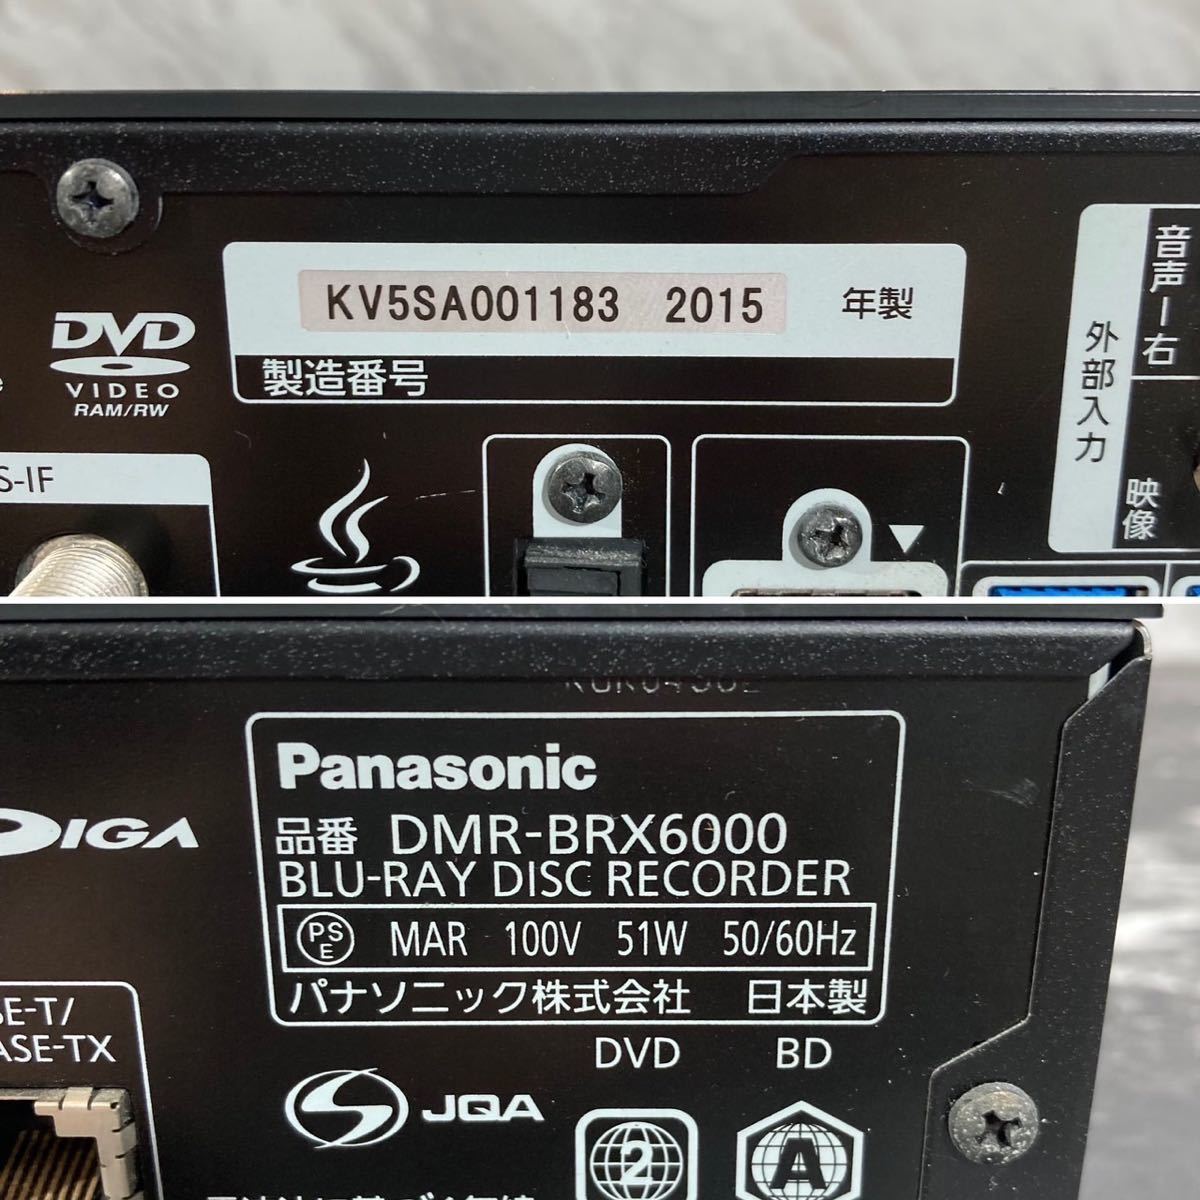 KV5SA001183 2015 年製
製造番号
DVD
VIDEO
RAM/RW
S-IF
外部入力
音声ー右
映像
Panasonic
品番 DMR-BRX6000
BLU-RAY DISC RECORDER
PSE MAR 100V 51W 50/60Hz
パナソニック株式会社 日本製
DIGA
SE-T/
ASE-TX
DVD BD
JQA
2 A